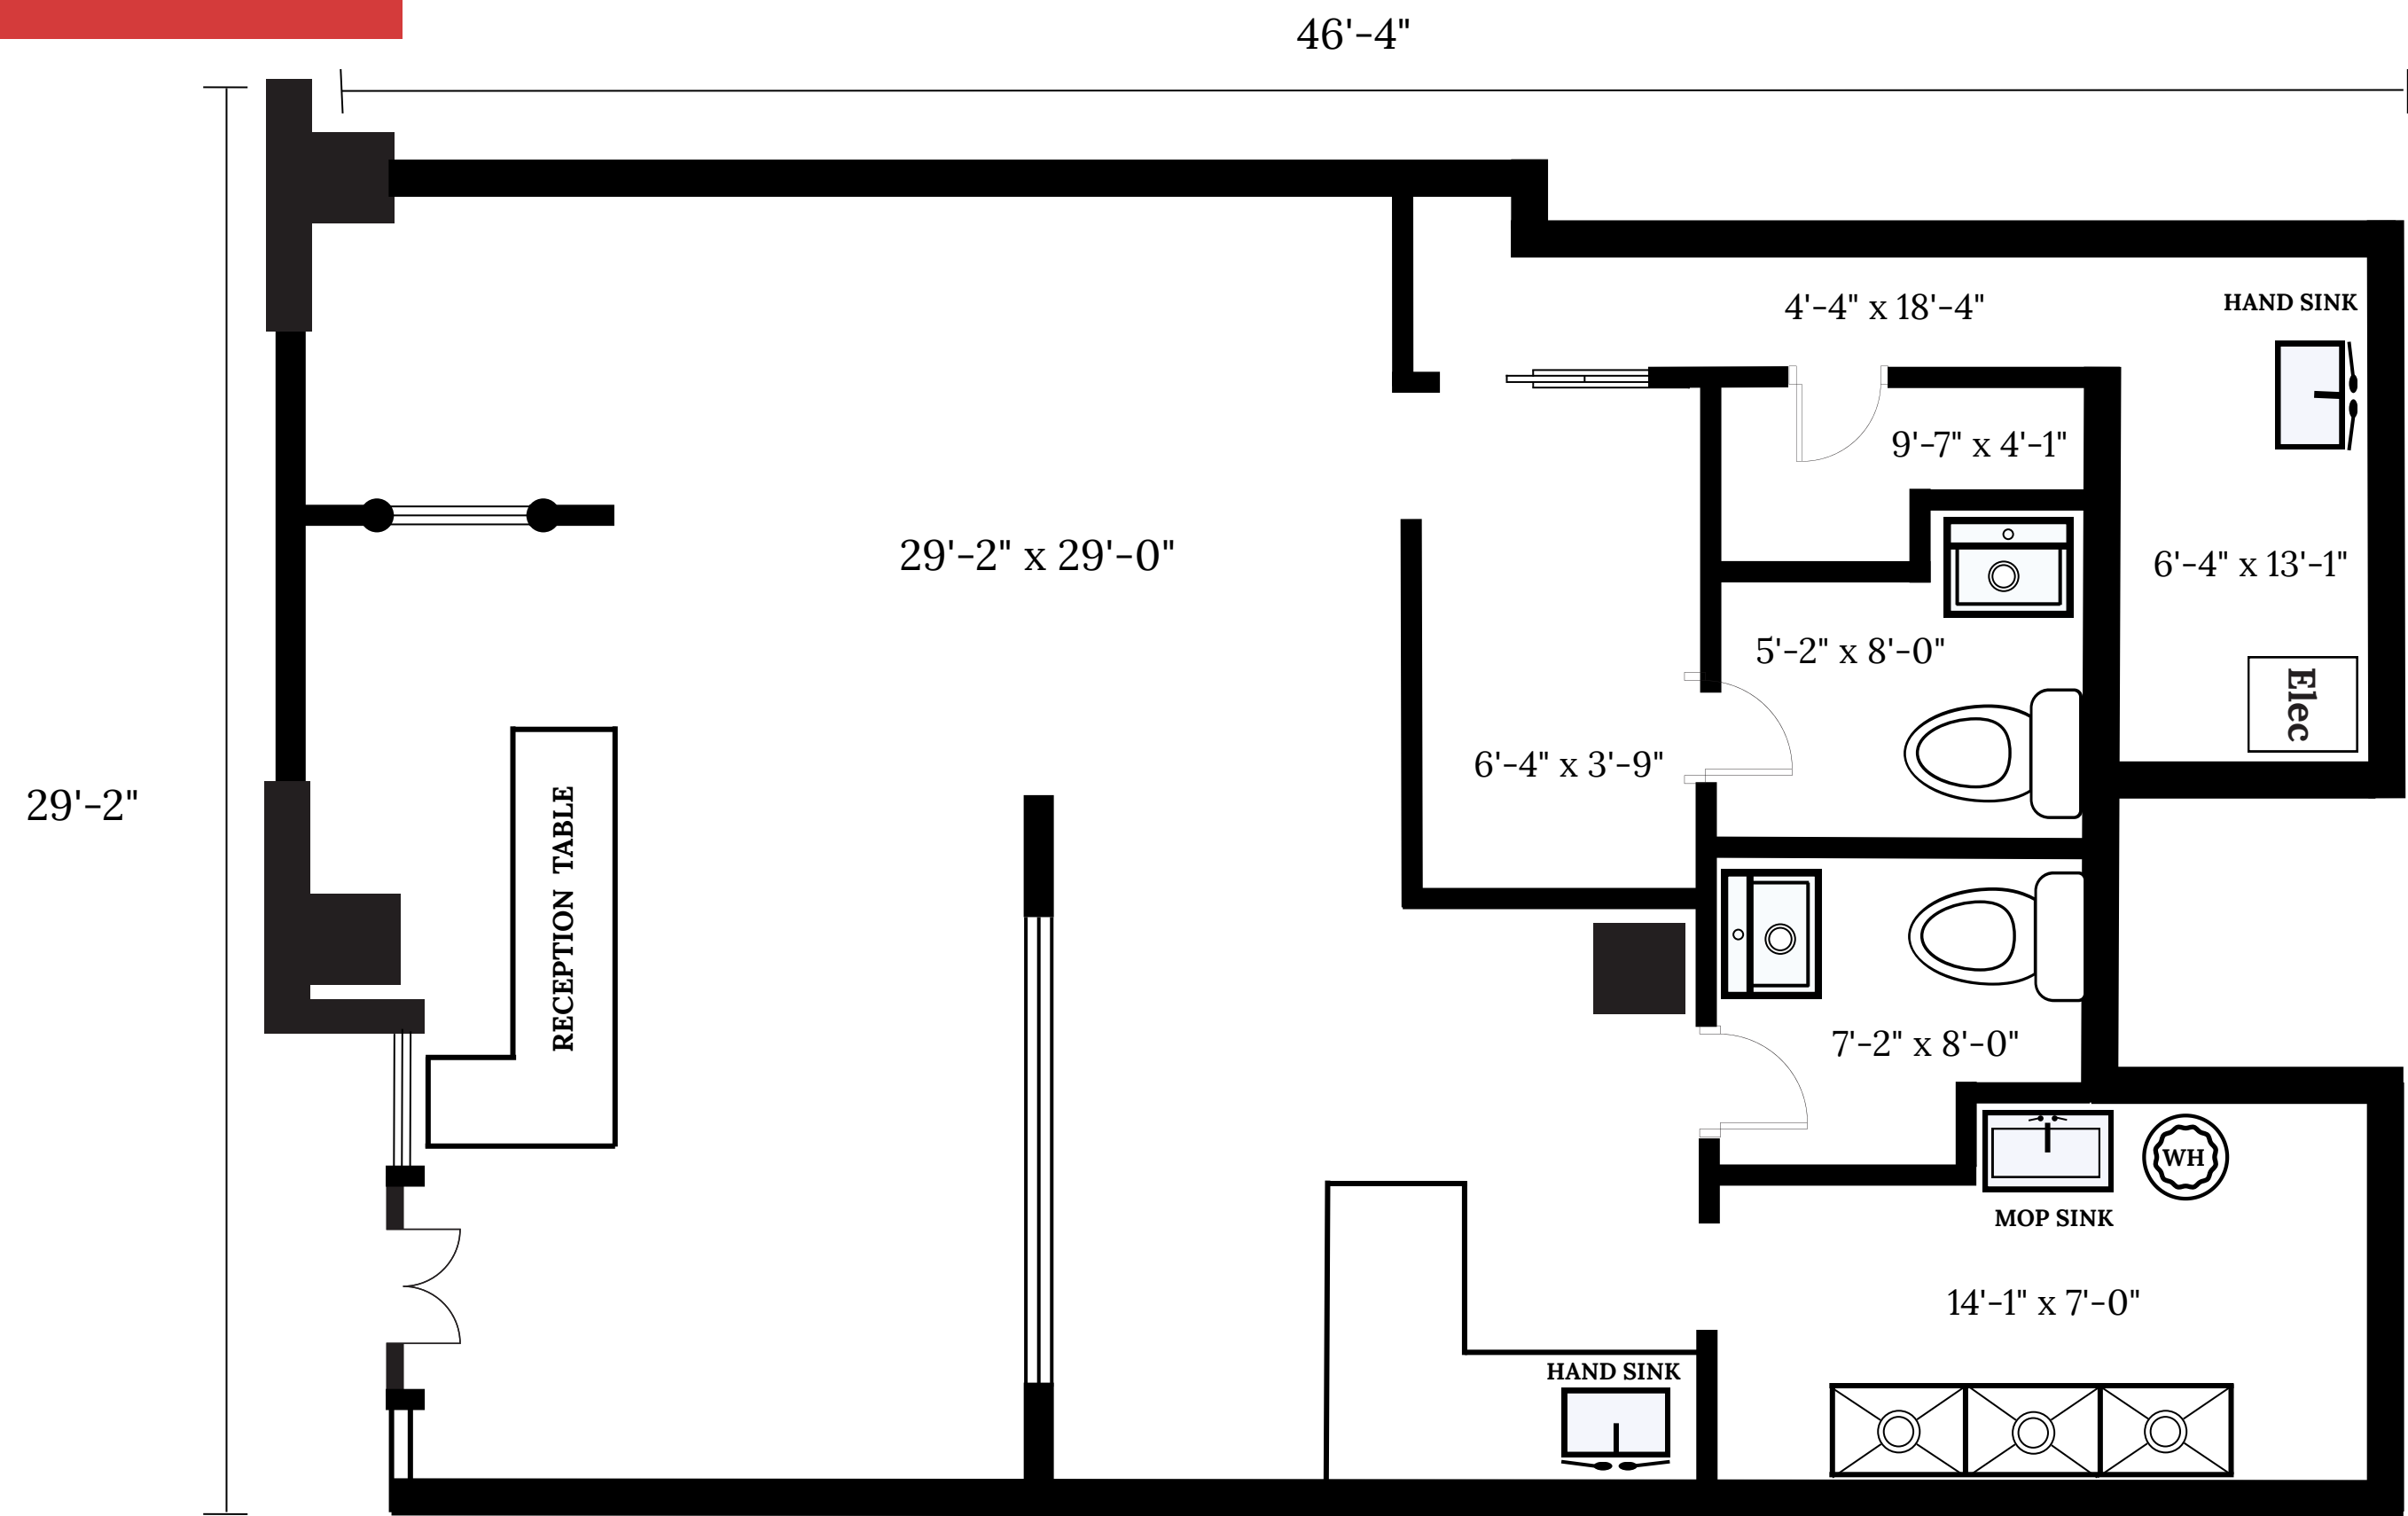 46'-4"
4'-4" x 18'-4"
HAND SINK
9'-7" x 4'-1"
29'-2" x 29'-0"
6'-4" x 13'-1"
5'-2" x 8'-0"
Elec
6'-4" x 3'-9"
29'-2"
RECEPTION TABLE
7'-2" x 8'-0"
WH
MOP SINK
14'-1" x 7'-0"
HAND SINK